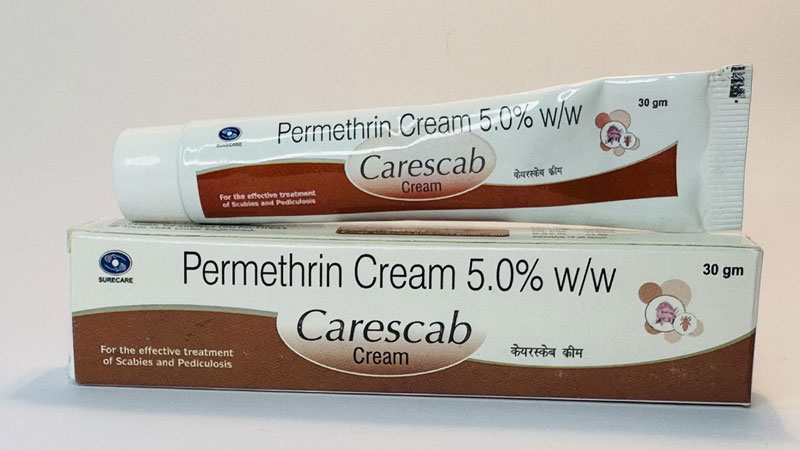 Permethrin Cream 5.0% w/w
30 gm
SURECARE
Carescab
Cream
केयरस्केब क्रीम
For the effective treatment
of Scabies and Pediculosis
Permethrin Cream 5.0% w/w
30 gm
SURECARE
Carescab
Cream
केयरस्केब क्रीम
For the effective treatment
of Scabies and Pediculosis